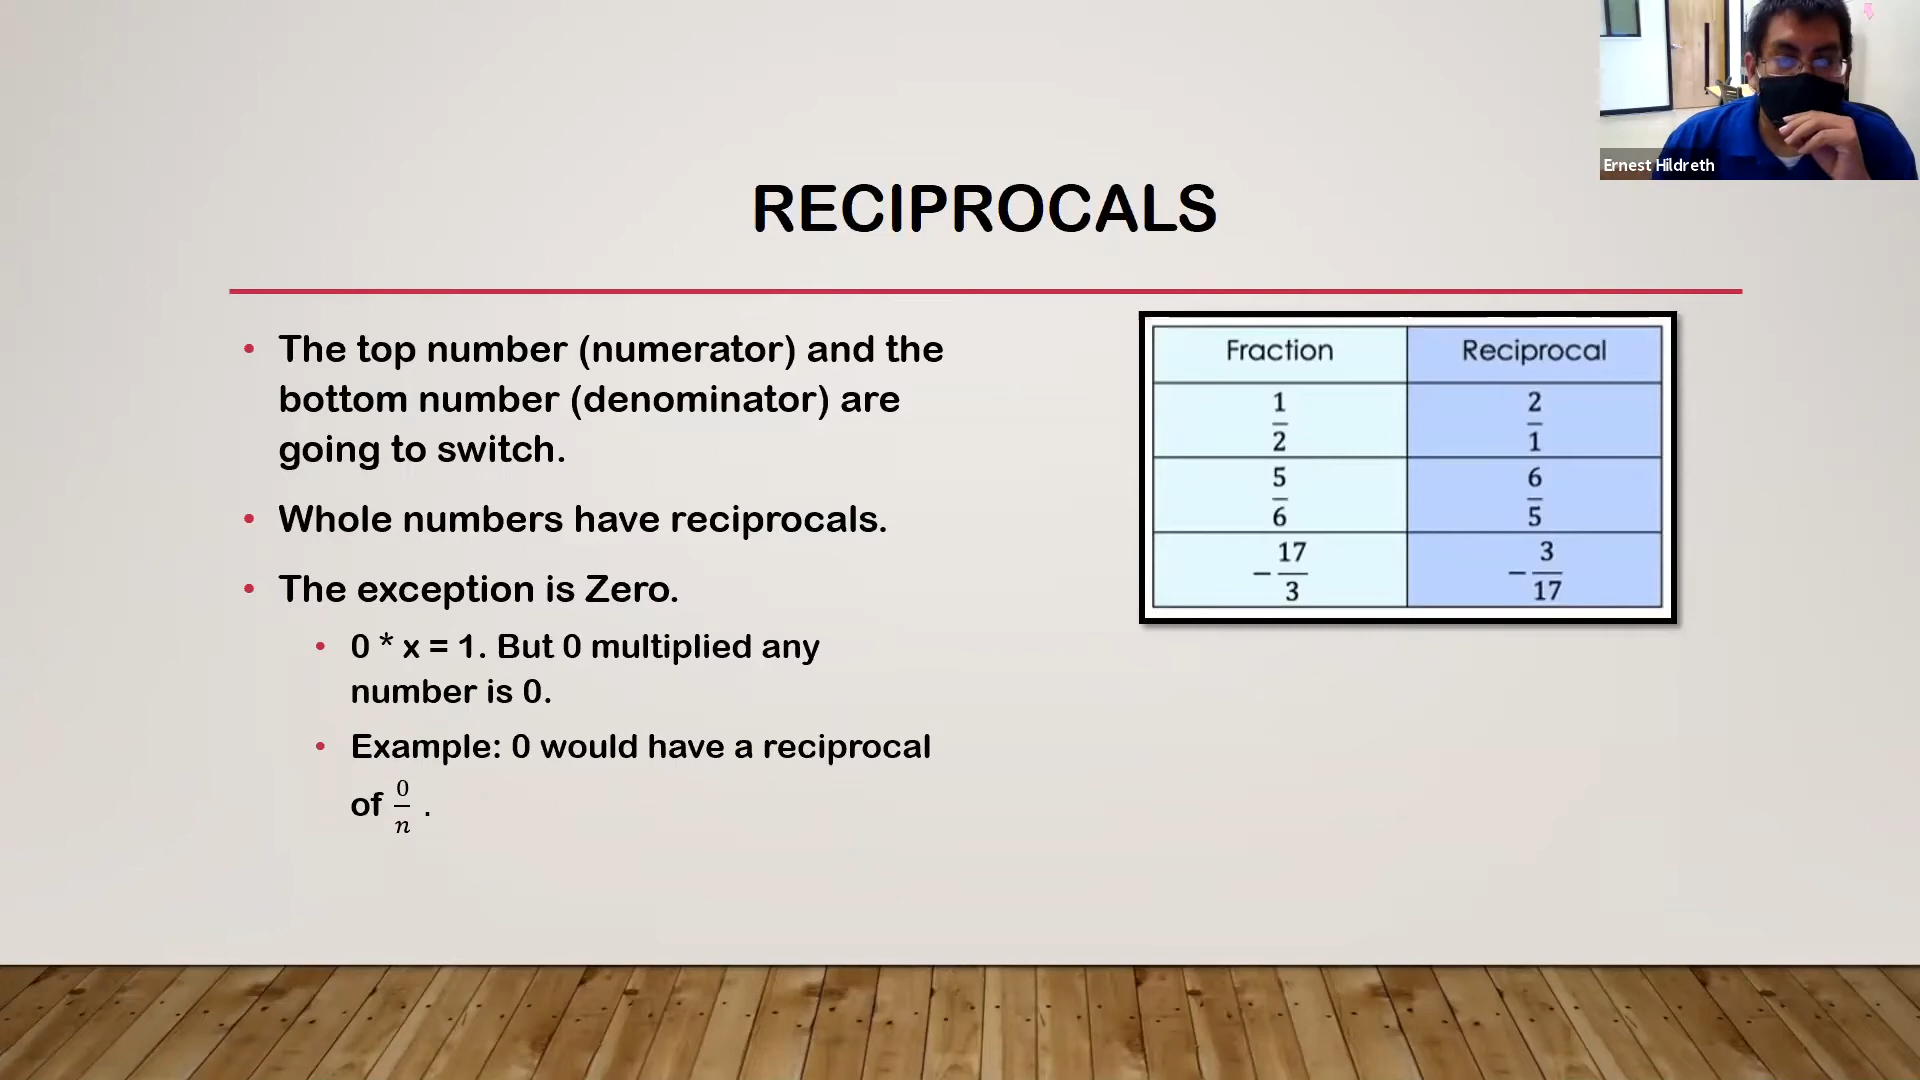 Ernest Hildreth
RECIPROCALS
• The top number (numerator) and the
bottom number (denominator) are
going to switch.
• Whole numbers have reciprocals.
• The exception is Zero.
• 0 * x = 1. But 0 multiplied any
number is 0.
• Example: 0 would have a reciprocal
of 0/n .
Fraction Reciprocal
1/2 2/1
5/6 6/5
−17/3 −3/17